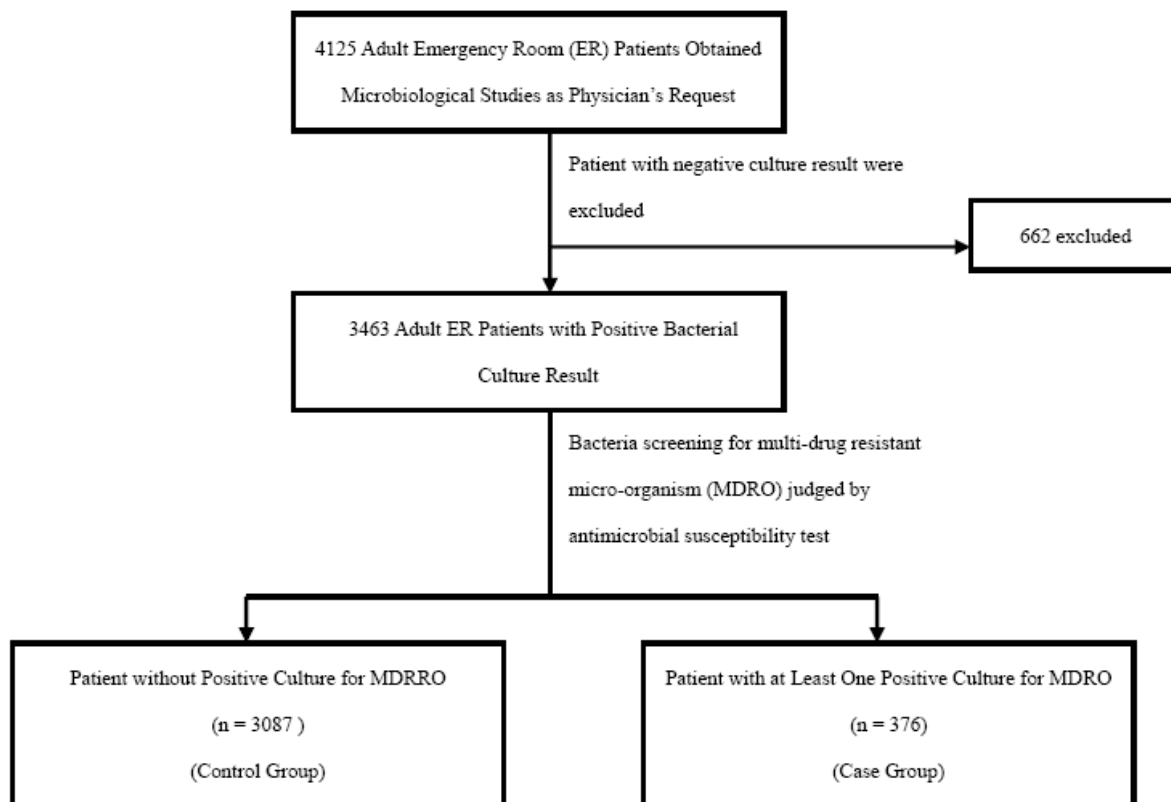 4125 Adult Emergency Room (ER) Patients Obtained
Microbiological Studies as Physician's Request
Patient with negative culture result were
excluded
662 excluded
3463 Adult ER Patients with Positive Bacterial
Culture Result
Bacteria screening for multi-drug resistant
micro-organism (MDRO) judged by
antimicrobial susceptibility test
Patient without Positive Culture for MDRRO
(n = 3087 )
(Control Group)
Patient with at Least One Positive Culture for MDRO
(n = 376)
(Case Group)